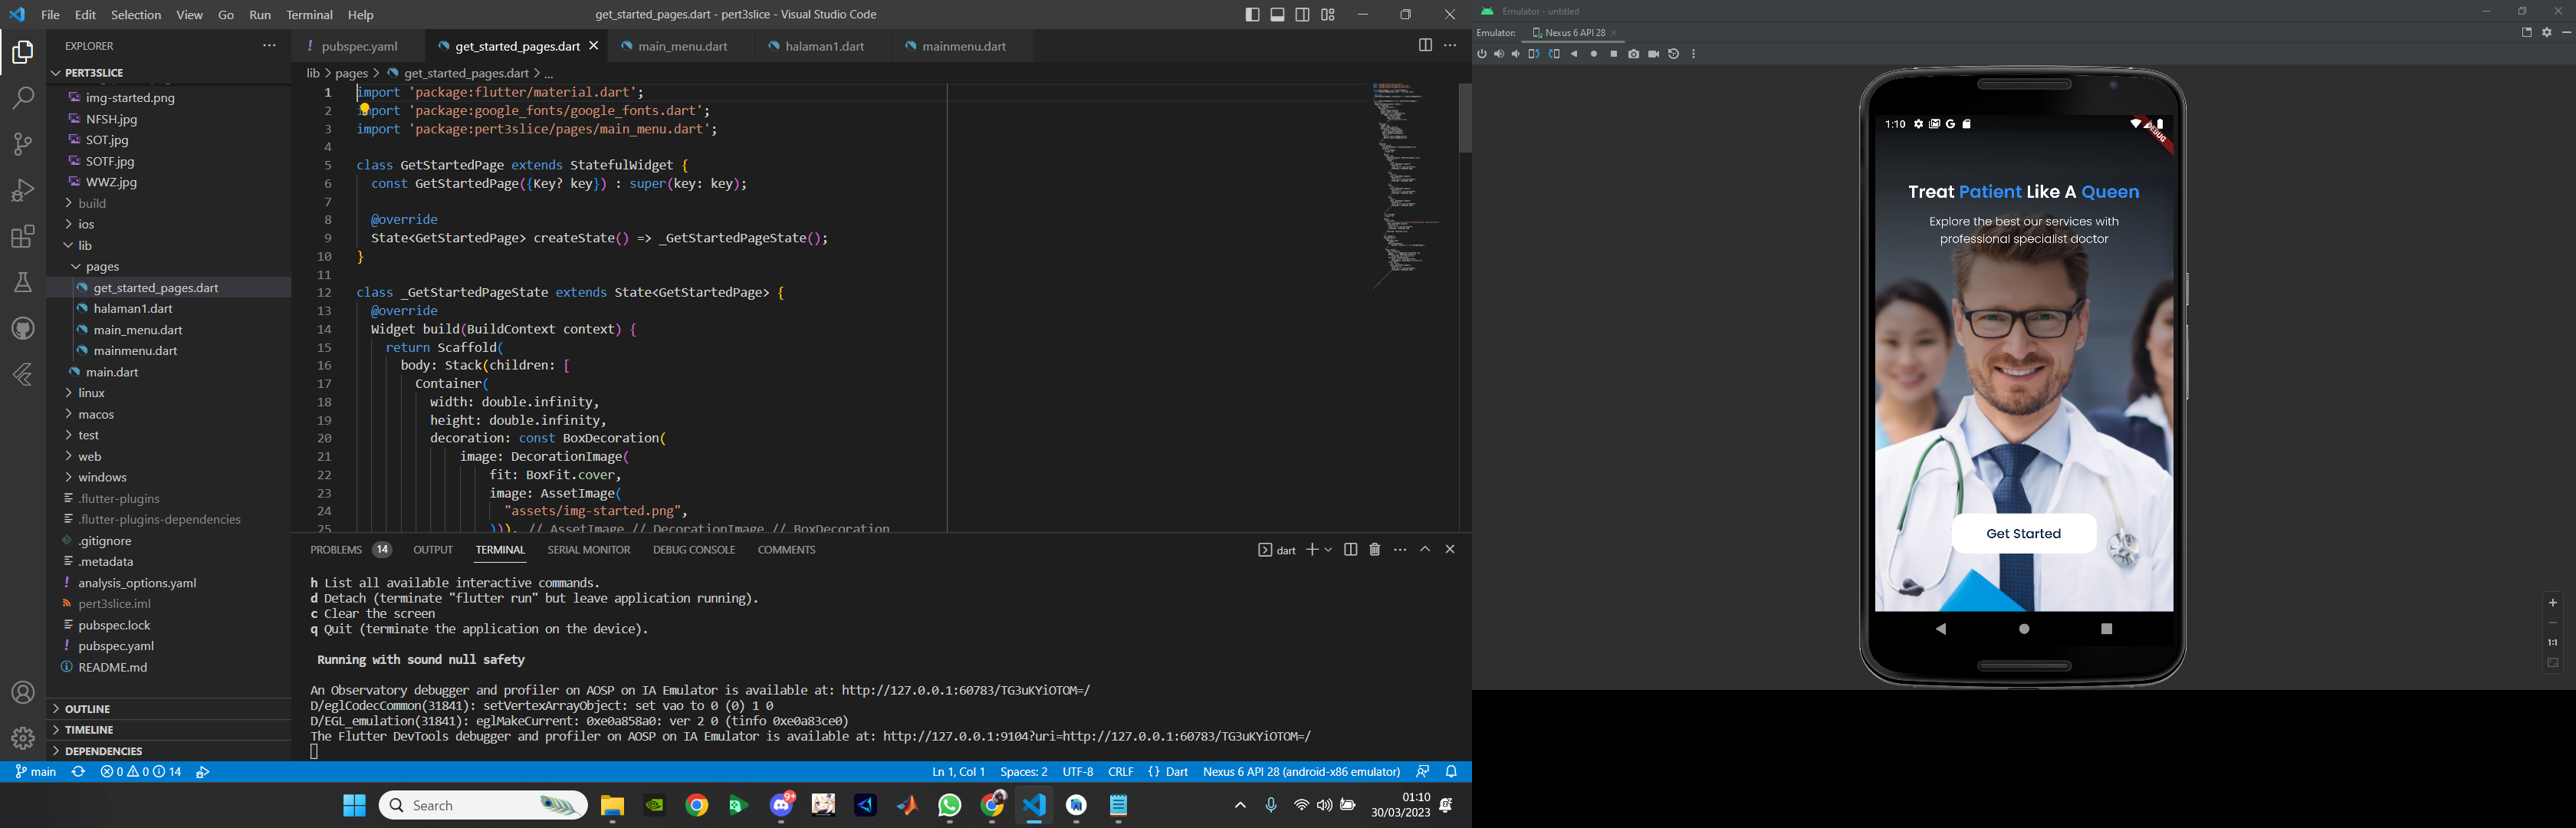 File Edit Selection View Go Run Terminal Help
get_started_pages.dart - pert3slice - Visual Studio Code
EXPLORER
PERT3SLICE
img-started.png
NFSH.jpg
SOT.jpg
SOTF.jpg
WWZ.jpg
build
ios
lib
pages
get_started_pages.dart
halaman1.dart
main_menu.dart
mainmenu.dart
main.dart
linux
macos
test
web
windows
.flutter-plugins
.flutter-plugins-dependencies
.gitignore
.metadata
analysis_options.yaml
pert3slice.iml
pubspec.lock
pubspec.yaml
README.md
OUTLINE
TIMELINE
DEPENDENCIES
pubspec.yaml get_started_pages.dart main_menu.dart halaman1.dart mainmenu.dart
lib > pages > get_started_pages.dart > ...
1 import 'package:flutter/material.dart';
2 import 'package:google_fonts/google_fonts.dart';
3 import 'package:pert3slice/pages/main_menu.dart';
4
5 class GetStartedPage extends StatefulWidget {
6 const GetStartedPage({Key? key}) : super(key: key);
7
8 @override
9 State<GetStartedPage> createState() => _GetStartedPageState();
10 }
11
12 class _GetStartedPageState extends State<GetStartedPage> {
13 @override
14 Widget build(BuildContext context) {
15 return Scaffold(
16 body: Stack(children: [
17 Container(
18 width: double.infinity,
19 height: double.infinity,
20 decoration: const BoxDecoration(
21 image: DecorationImage(
22 fit: BoxFit.cover,
23 image: AssetImage(
24 "assets/img-started.png",
25 ))), // AssetImage // DecorationImage // BoxDecoration
PROBLEMS 14 OUTPUT TERMINAL SERIAL MONITOR DEBUG CONSOLE COMMENTS
dart
h List all available interactive commands.
d Detach (terminate "flutter run" but leave application running).
c Clear the screen
q Quit (terminate the application on the device).
Running with sound null safety
An Observatory debugger and profiler on AOSP on IA Emulator is available at: http://127.0.0.1:60783/TG3uKYiOTOM=/
D/eglCodecCommon(31841): setVertexArrayObject: set vao to 0 (0) 1 0
D/EGL_emulation(31841): eglMakeCurrent: 0xe0a858a0: ver 2 0 (tinfo 0xe0a83ce0)
The Flutter DevTools debugger and profiler on AOSP on IA Emulator is available at: http://127.0.0.1:9104?uri=http://127.0.0.1:60783/TG3uKYiOTOM=/
main 0 0 14
Ln 1, Col 1 Spaces: 2 UTF-8 CRLF {} Dart Nexus 6 API 28 (android-x86 emulator)
Search
9+
01:10
30/03/2023
Emulator - untitled
Emulator: Nexus 6 API 28
1:10
DEBUG
Treat Patient Like A Queen
Explore the best our services with
professional specialist doctor
Get Started
1:1